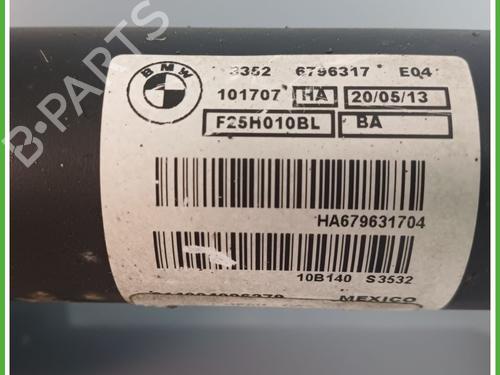 BMW
3352 6796317 E04
101707 HA 20/05/13
F25H010BL BA
HA679631704
10B140 S3532
MEXICO
B-PARTS